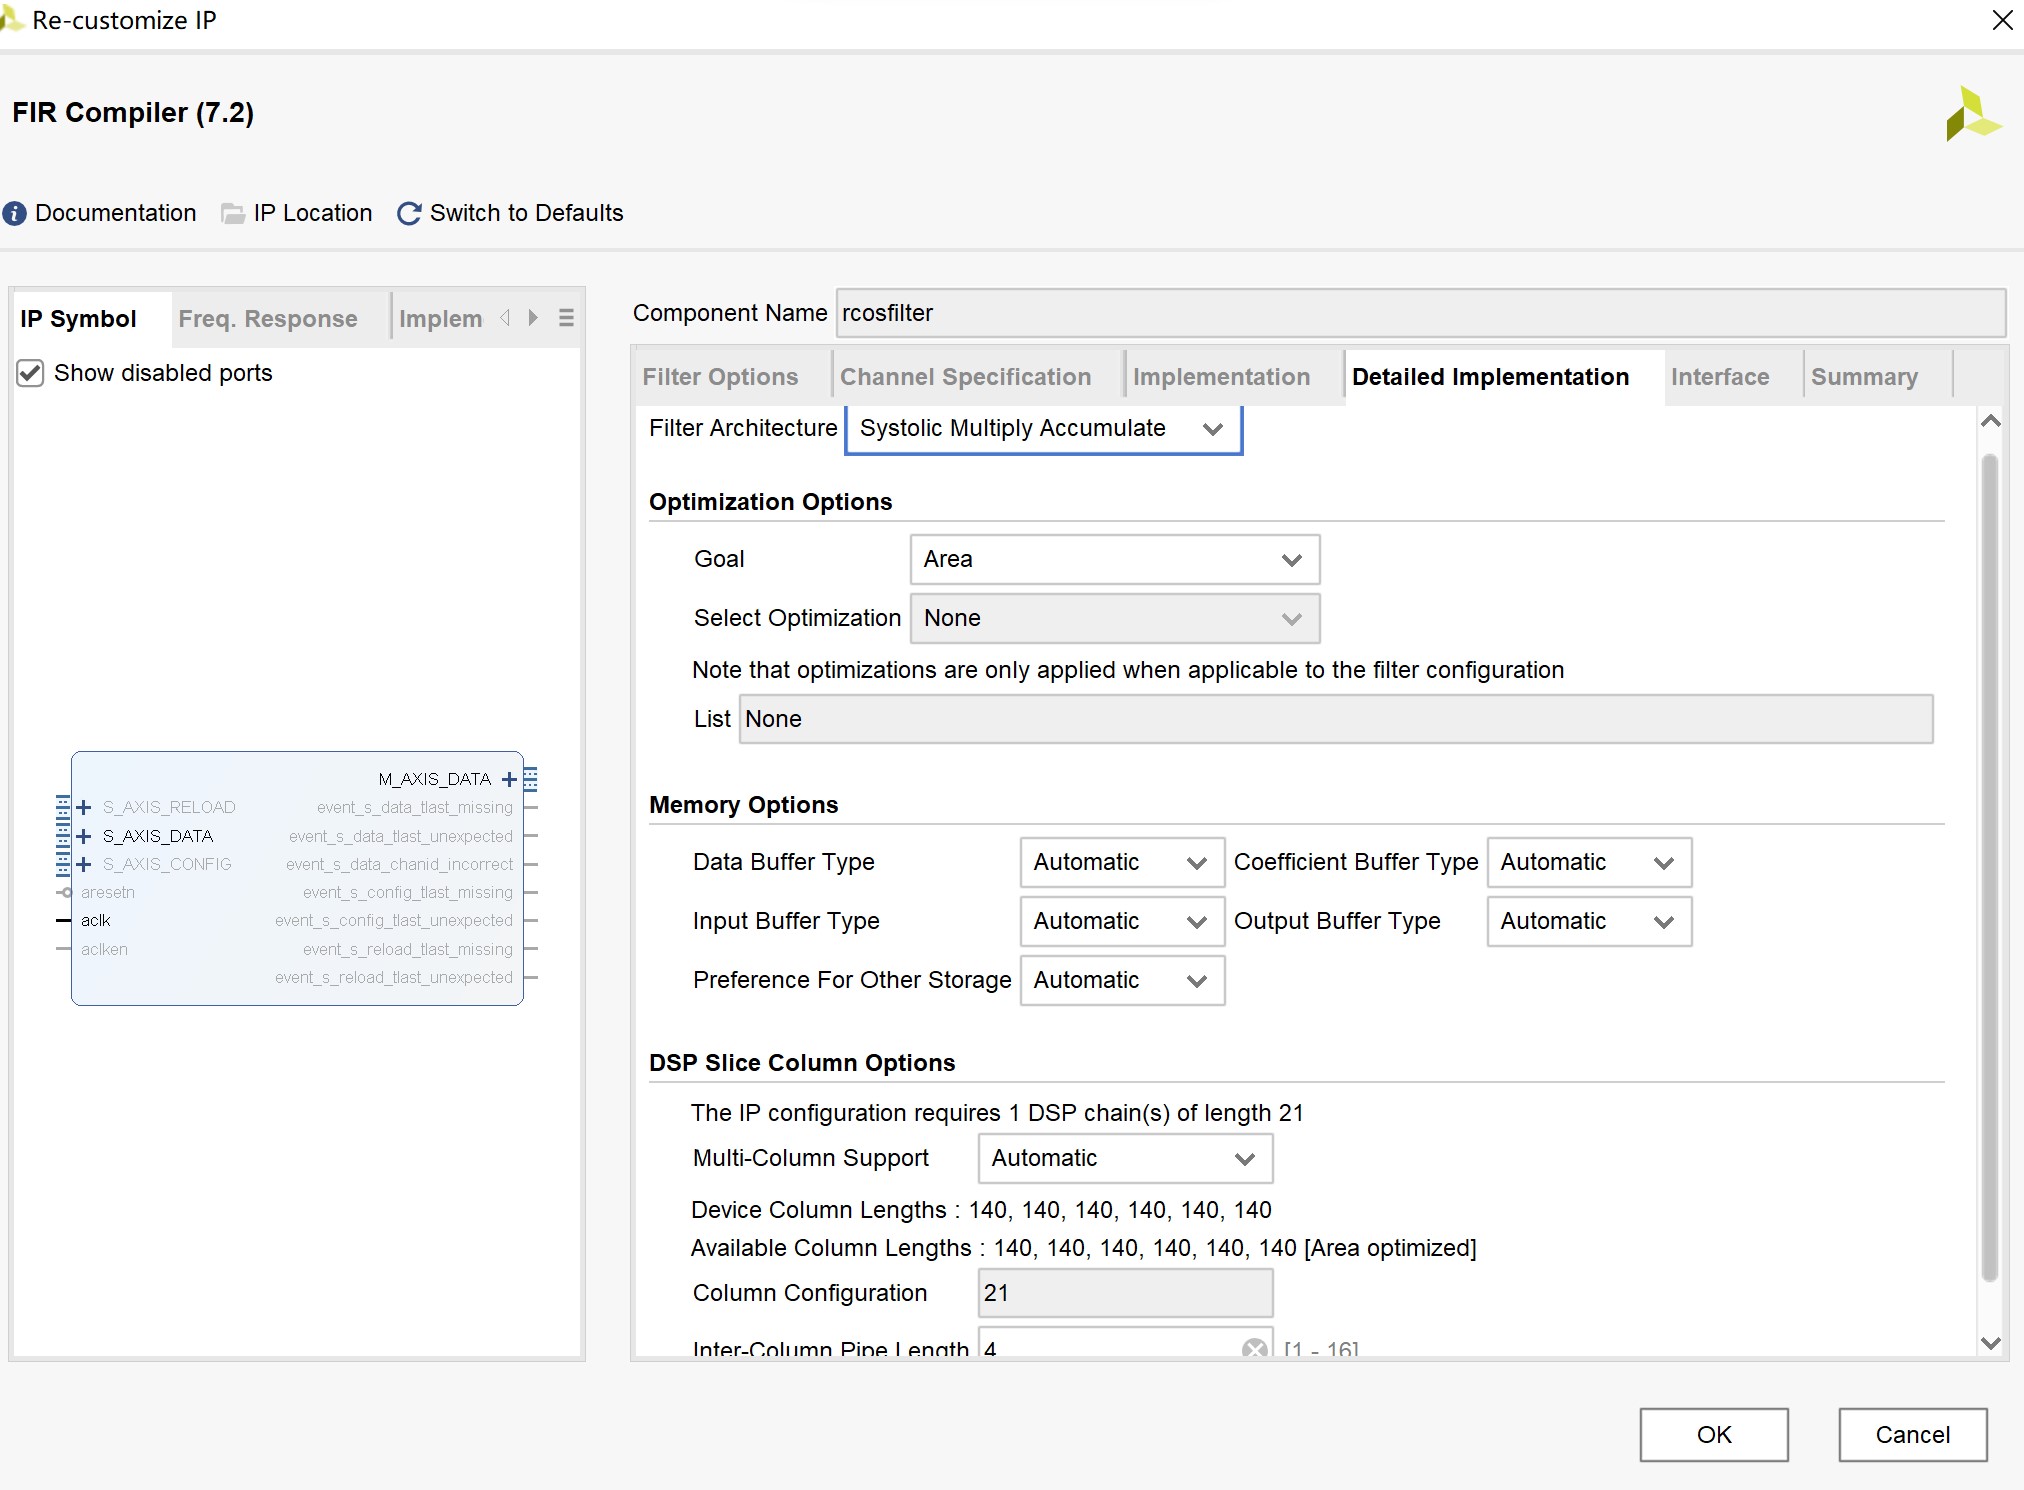 Re-customize IP
FIR Compiler (7.2)
Documentation IP Location Switch to Defaults
IP Symbol Freq. Response Implem
Show disabled ports
M_AXIS_DATA
S_AXIS_RELOAD event_s_data_tlast_missing
S_AXIS_DATA event_s_data_tlast_unexpected
S_AXIS_CONFIG event_s_data_chanid_incorrect
aresetn event_s_config_tlast_missing
aclk event_s_config_tlast_unexpected
aclken event_s_reload_tlast_missing
event_s_reload_tlast_unexpected
Component Name rcosfilter
Filter Options Channel Specification Implementation Detailed Implementation Interface Summary
Filter Architecture Systolic Multiply Accumulate
Optimization Options
Goal Area
Select Optimization None
Note that optimizations are only applied when applicable to the filter configuration
List None
Memory Options
Data Buffer Type Automatic Coefficient Buffer Type Automatic
Input Buffer Type Automatic Output Buffer Type Automatic
Preference For Other Storage Automatic
DSP Slice Column Options
The IP configuration requires 1 DSP chain(s) of length 21
Multi-Column Support Automatic
Device Column Lengths : 140, 140, 140, 140, 140, 140
Available Column Lengths : 140, 140, 140, 140, 140, 140 [Area optimized]
Column Configuration 21
Inter-Column Pipe Length 4 [1 - 16]
OK Cancel